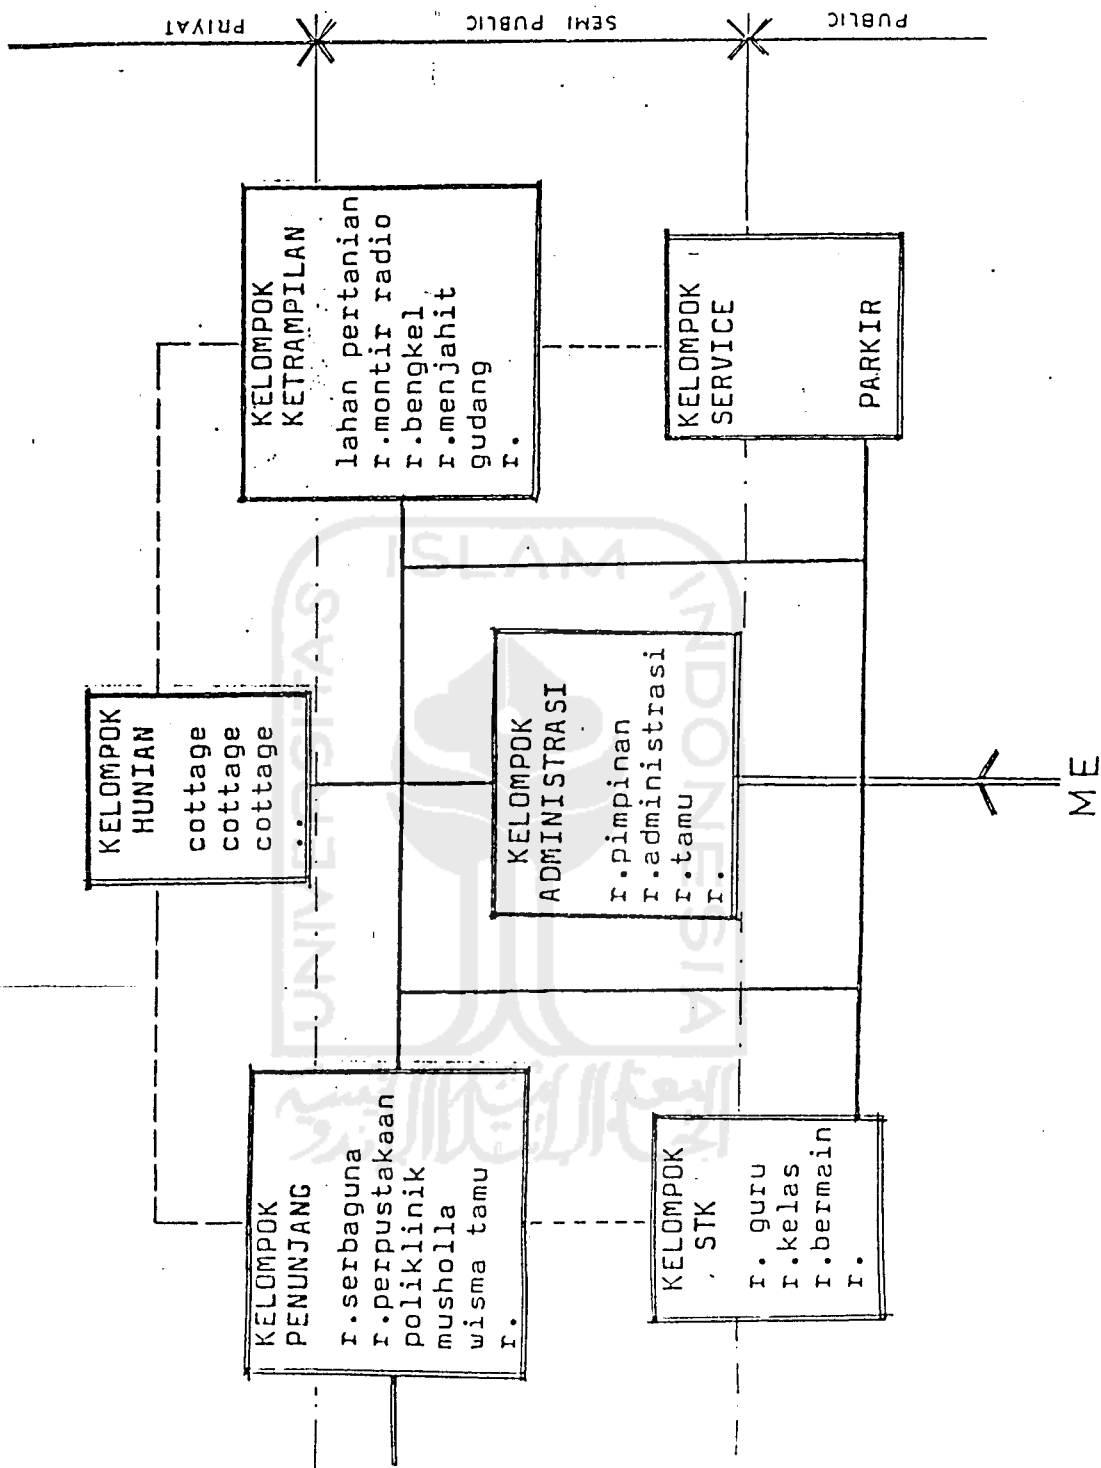 PRIVAT
SEMI PUBLIC
PUBLIC
KELOMPOK
HUNIAN
cottage
cottage
cottage
..
KELOMPOK
PENUNJANG
r.serbaguna
r.perpustakaan
poliklinik
musholla
wisma tamu
r.
KELOMPOK
KETRAMPILAN
lahan pertanian
r.montir radio
r.bengkel
r.menjahit
gudang
r.
KELOMPOK
ADMINISTRASI
r.pimpinan
r.administrasi
r.tamu
r.
KELOMPOK
STK
r. guru
r.kelas
r.bermain
r.
KELOMPOK
SERVICE
PARKIR
ME
UNIVERSITAS
ISLAM
INDONESIA